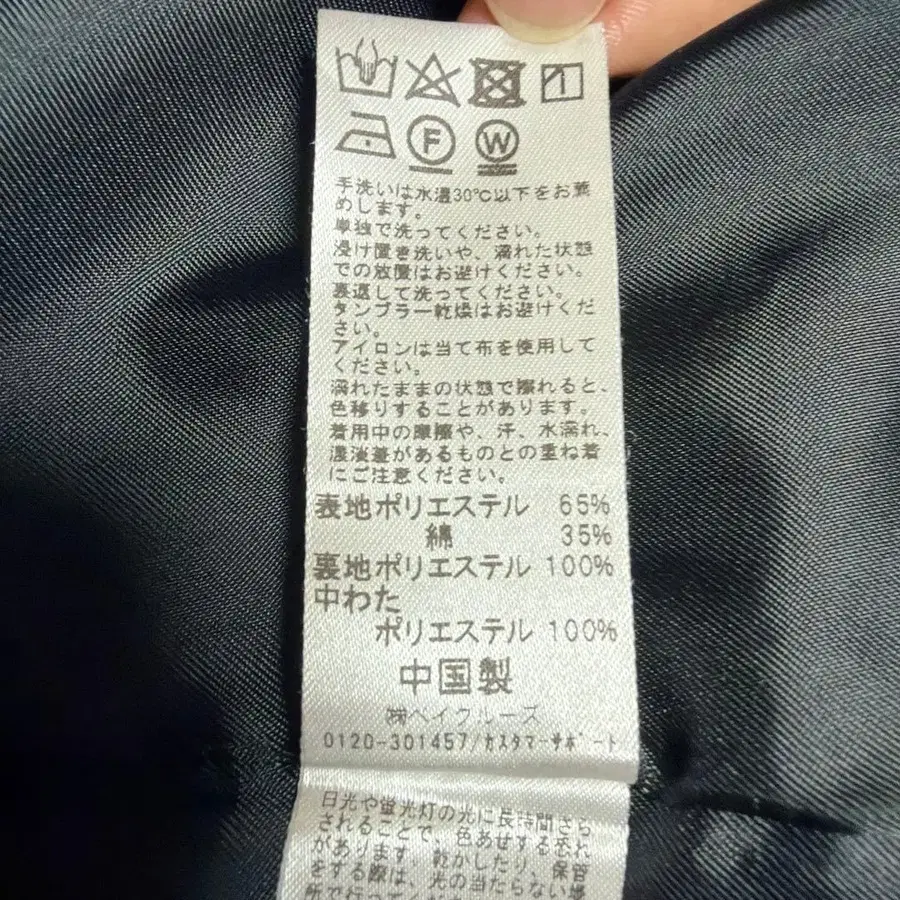 F W
手洗いは水温30℃以下をお薦
めします。
単独で洗ってください。
浸け置き洗いや、濡れた状態
での放置はお避けください。
裏返して洗ってください。
タンブラー乾燥はお避けくだ
さい。
アイロンは当て布を使用して
ください。
濡れたままの状態で擦れると、
色移りすることがあります。
着用中の摩擦や、汗、水濡れ、
濃淡差があるものとの重ね着
にご注意ください。
表地ポリエステル 65%
綿 35%
裏地ポリエステル 100%
中わた
ポリエステル 100%
中国製
㈱ベイクルーズ
0120-301457/ｶｽﾀﾏｰｻﾎﾟｰﾄ
日光や蛍光灯の光に長時間さら
されることで、色あせする恐れ
があります。乾かしたり、保管
をする際は、光の当たらない場
所で行ってくだ